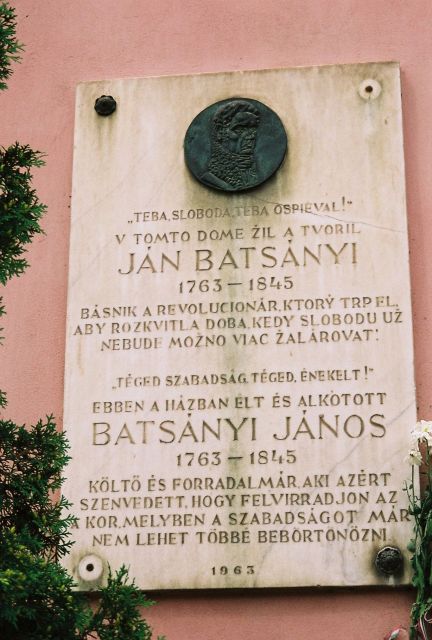 „TEBA, SLOBODA, TEBA OSPIEVAL!"
V TOMTO DOME ŽIL A TVORIL
JÁN BATSÁNYI
1763 — 1845
BÁSNIK A REVOLUCIONÁR, KTORÝ TRPEL,
ABY ROZKVITLA DOBA, KEDY SLOBODU UŽ
NEBUDE MOŽNO VIAC ŽALÁROVAT.
„TÉGED SZABADSÁG, TÉGED, ÉNEKELT!"
EBBEN A HÁZBAN ÉLT ÉS ALKOTOTT
BATSÁNYI JÁNOS
1763 — 1845
KÖLTŐ ÉS FORRADALMÁR, AKI AZÉRT
SZENVEDETT, HOGY FELVIRRADJON AZ
A KOR, MELYBEN A SZABADSÁGOT MÁR
NEM LEHET TÖBBÉ BEBÖRTÖNÖZNI.
1963